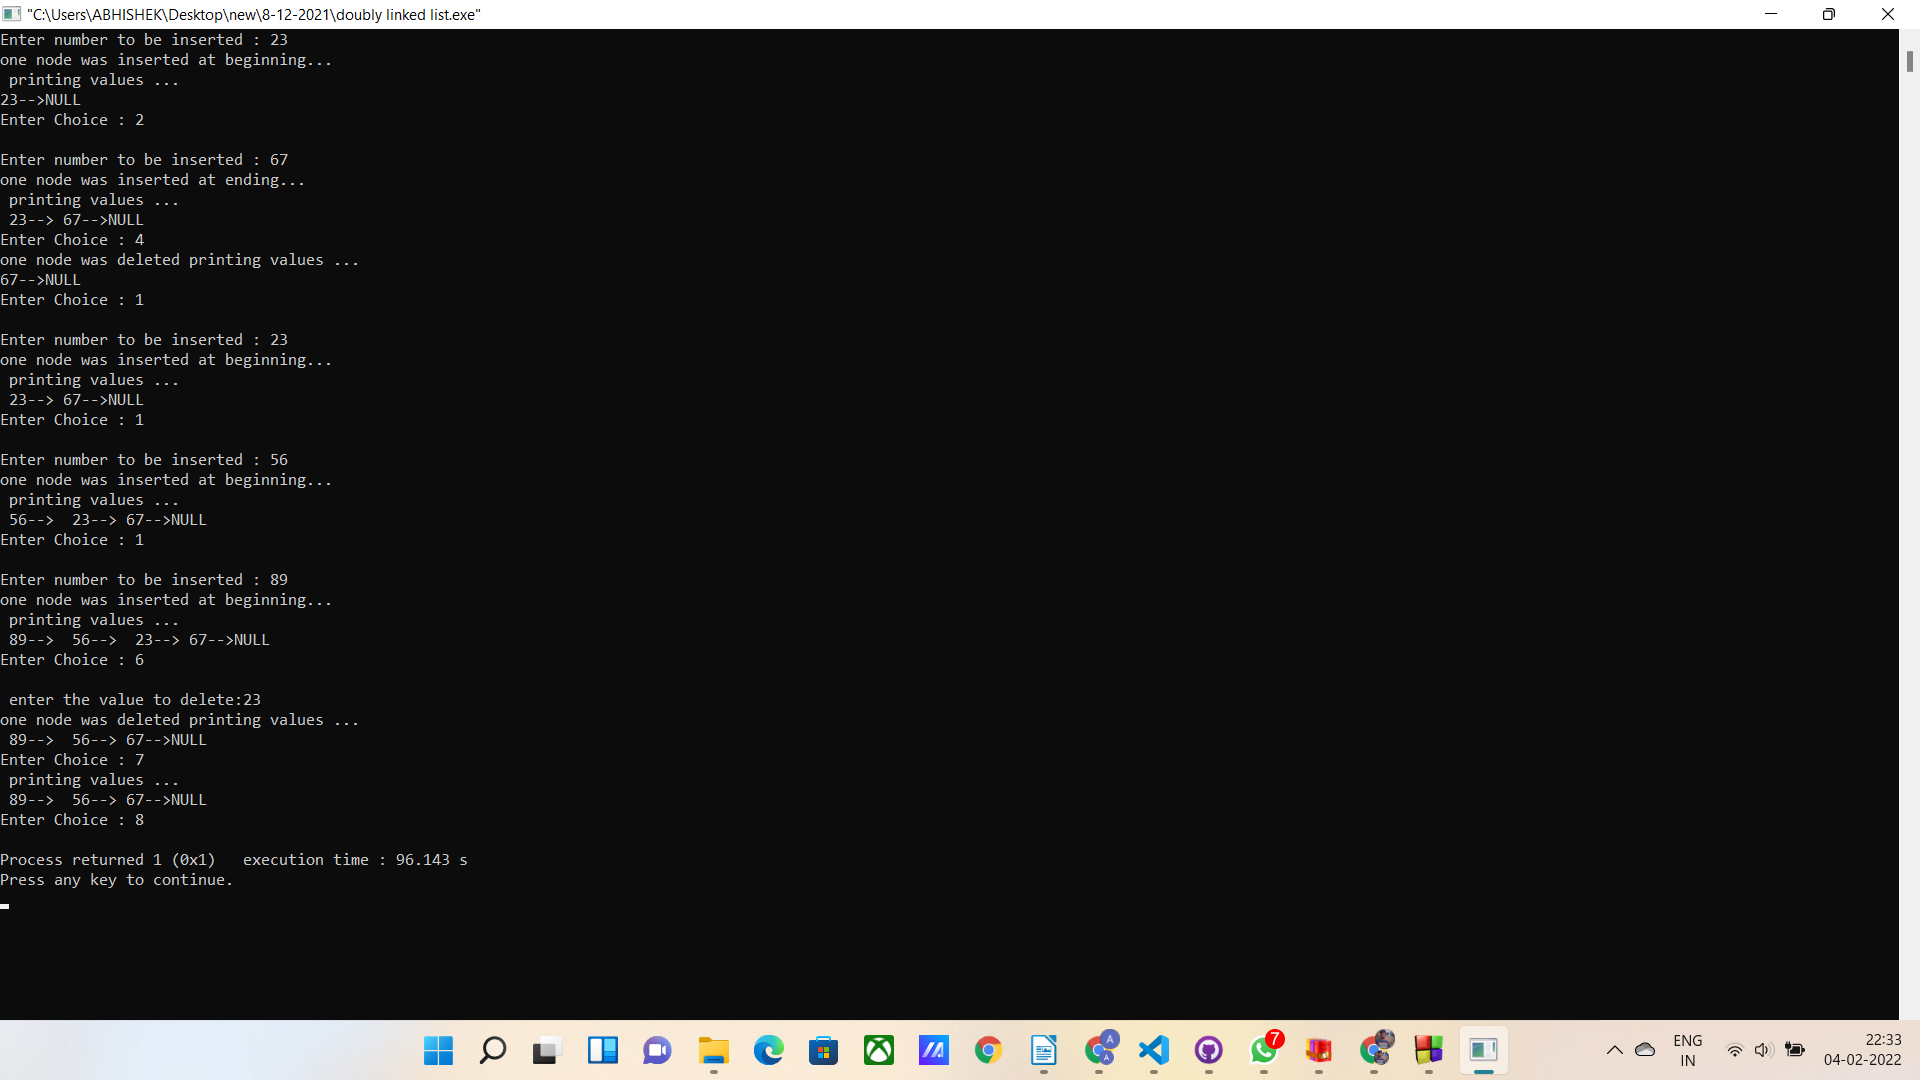 "C:\Users\ABHISHEK\Desktop\new\8-12-2021\doubly linked list.exe"
Enter number to be inserted : 23
one node was inserted at beginning...
 printing values ...
23-->NULL
Enter Choice : 2

Enter number to be inserted : 67
one node was inserted at ending...
 printing values ...
 23--> 67-->NULL
Enter Choice : 4
one node was deleted printing values ...
67-->NULL
Enter Choice : 1

Enter number to be inserted : 23
one node was inserted at beginning...
 printing values ...
 23--> 67-->NULL
Enter Choice : 1

Enter number to be inserted : 56
one node was inserted at beginning...
 printing values ...
 56-->  23--> 67-->NULL
Enter Choice : 1

Enter number to be inserted : 89
one node was inserted at beginning...
 printing values ...
 89-->  56-->  23--> 67-->NULL
Enter Choice : 6

 enter the value to delete:23
one node was deleted printing values ...
 89-->  56--> 67-->NULL
Enter Choice : 7
 printing values ...
 89-->  56--> 67-->NULL
Enter Choice : 8

Process returned 1 (0x1)   execution time : 96.143 s
Press any key to continue.
A
A
7
ENG
IN
22:33
04-02-2022